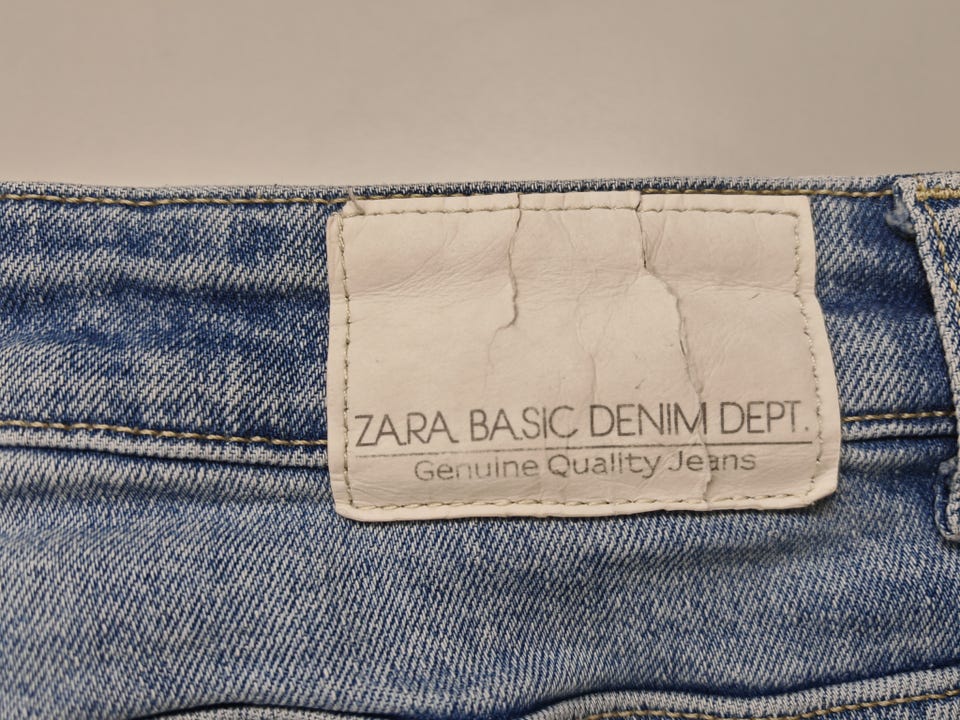 ZARA BASIC DENIM DEPT.
Genuine Quality Jeans